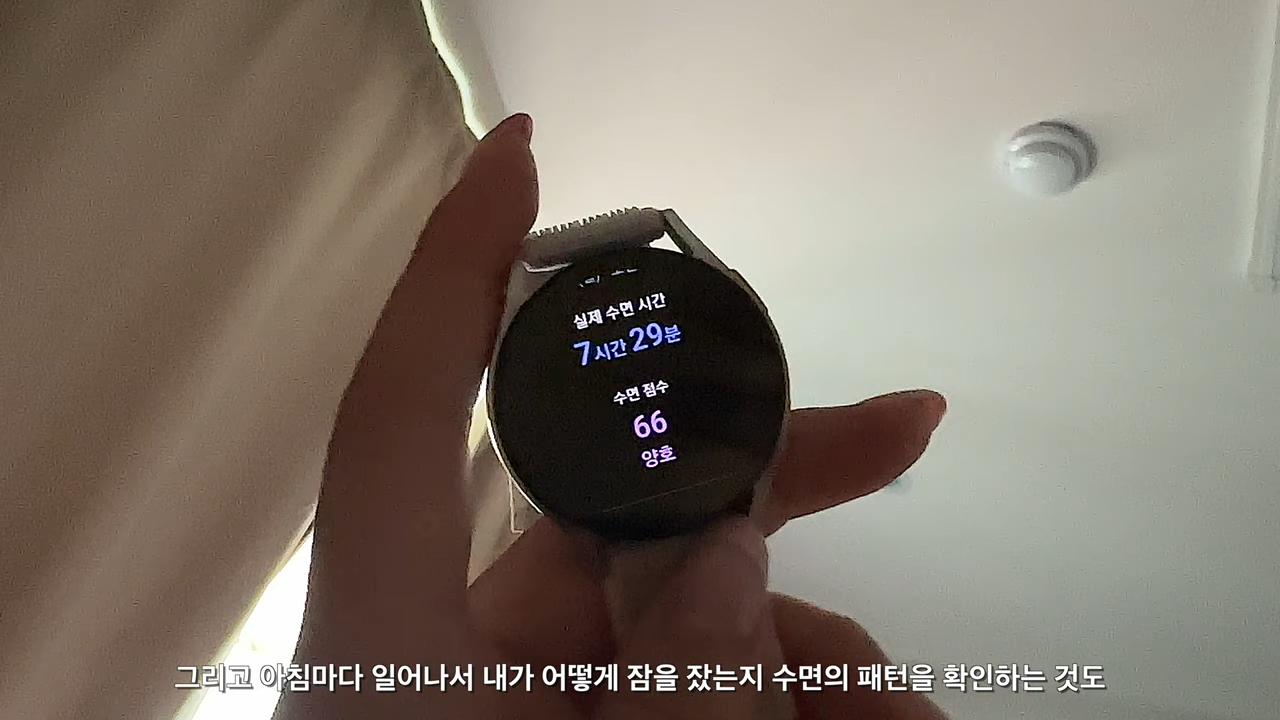 실제 수면 시간
7시간 29분
수면 점수
66
양호
그리고 아침마다 일어나서 내가 어떻게 잠을 잤는지 수면의 패턴을 확인하는 것도